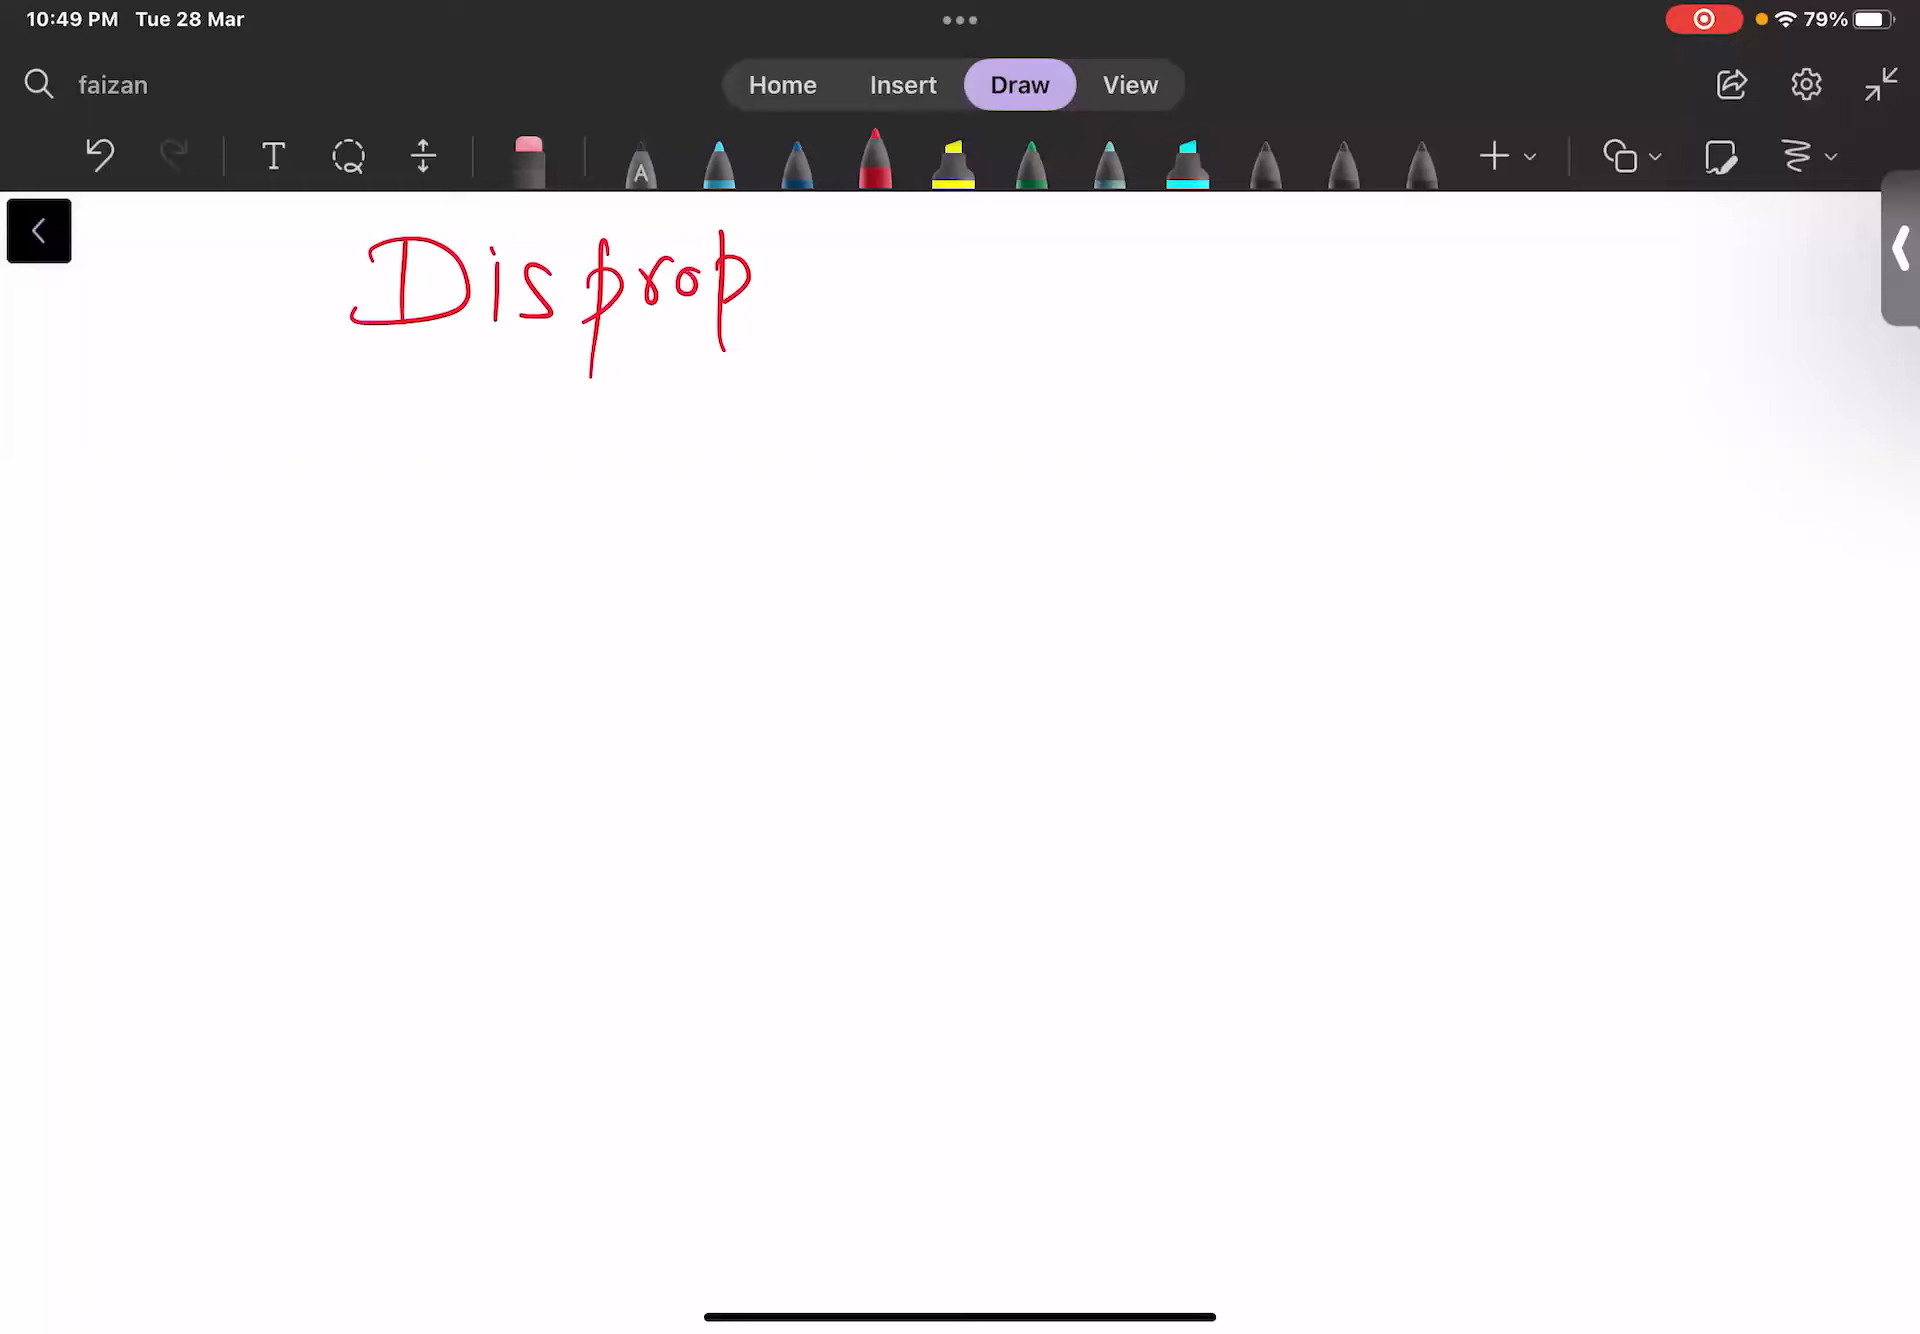 10:49 PM Tue 28 Mar
79%
faizan
Home Insert Draw View
T
A
Disprop